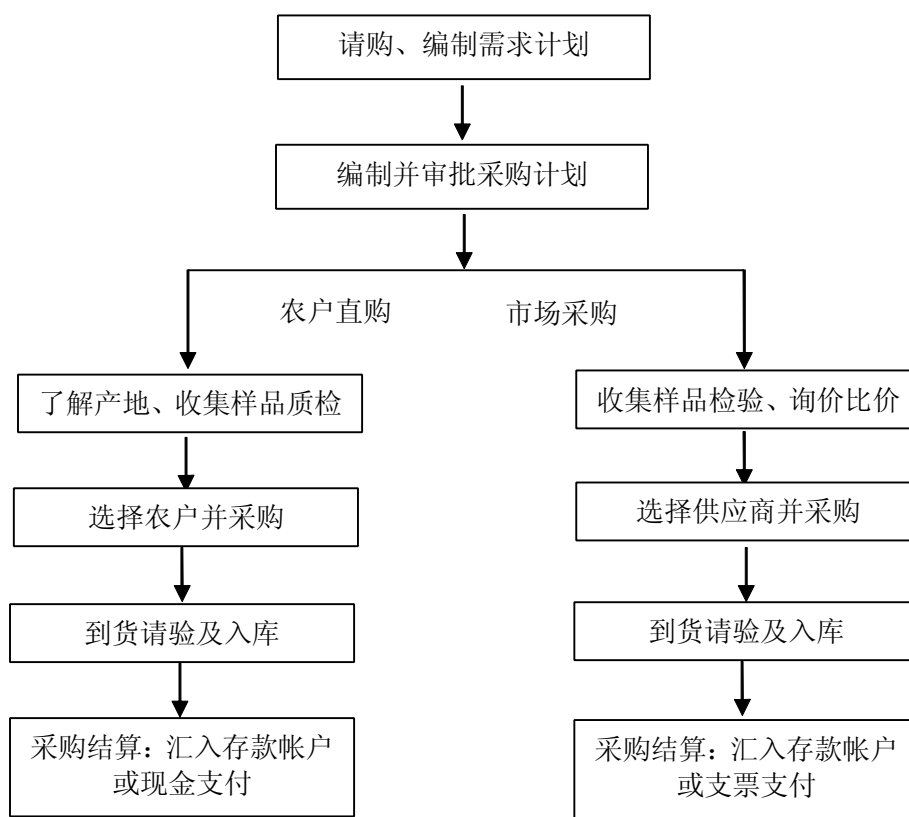 请购、编制需求计划
编制并审批采购计划
农户直购
市场采购
了解产地、收集样品质检
收集样品检验、询价比价
选择农户并采购
选择供应商并采购
到货请验及入库
到货请验及入库
采购结算：汇入存款帐户
或现金支付
采购结算：汇入存款帐户
或支票支付